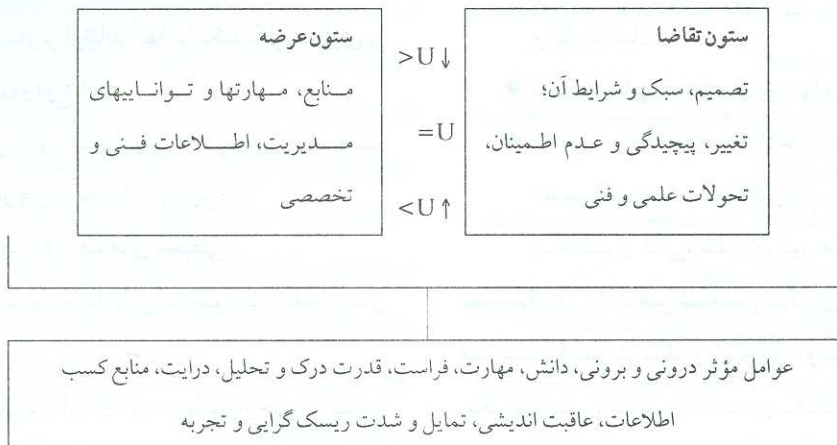 ستون تقاضا
تصمیم، سبک و شرایط آن؛
تغییر، پیچیدگی و عدم اطمینان،
تحولات علمی و فنی
>U↓
=U
<U↑
ستون عرضه
منابع، مهارتها و تواناییهای
مدیریت، اطلاعات فنی و
تخصصی
عوامل مؤثر درونی و برونی، دانش، مهارت، فراست، قدرت درک و تحلیل، درایت، منابع کسب
اطلاعات، عاقبت اندیشی، تمایل و شدت ریسک گرایی و تجربه